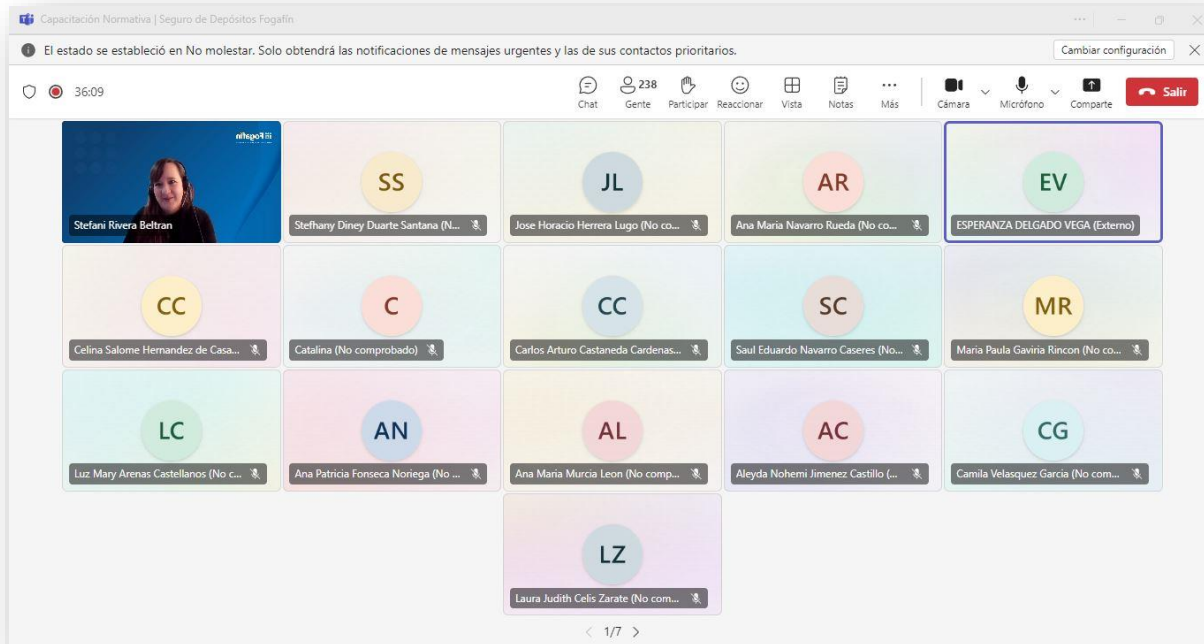 Capacitación Normativa | Seguro de Depósitos Fogafín
El estado se estableció en No molestar. Solo obtendrá las notificaciones de mensajes urgentes y las de sus contactos prioritarios.
Cambiar configuración
36:09
238
Chat Gente Participar Reaccionar Vista Notas Más Cámara Micrófono Comparte
Salir
Fogafín
Stefani Rivera Beltran
SS
Stefhany Diney Duarte Santana (N...
JL
Jose Horacio Herrera Lugo (No co...
AR
Ana Maria Navarro Rueda (No co...
EV
ESPERANZA DELGADO VEGA (Externo)
CC
Celina Salome Hernandez de Casa...
C
Catalina (No comprobado)
CC
Carlos Arturo Castaneda Cardenas...
SC
Saul Eduardo Navarro Caseres (No...
MR
Maria Paula Gaviria Rincon (No co...
LC
Luz Mary Arenas Castellanos (No c...
AN
Ana Patricia Fonseca Noriega (No ...
AL
Ana Maria Murcia Leon (No comp...
AC
Aleyda Nohemi Jimenez Castillo (...
CG
Camila Velasquez Garcia (No com...
LZ
Laura Judith Celis Zarate (No com...
1/7